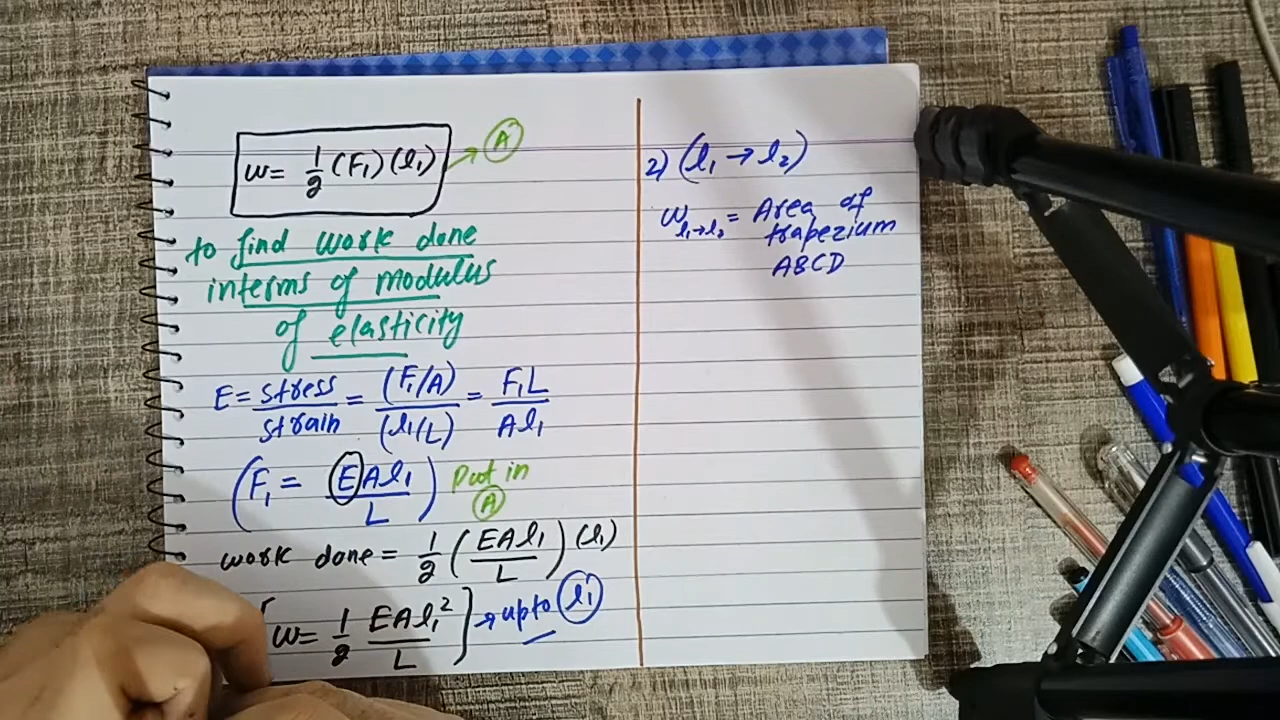 W = 1/2 (F₁) (l₁) → A
to find work done
interms of modulus
of elasticity
E = stress/strain = (F₁/A)/(l₁/L) = F₁L/Al₁
(F₁ = EAl₁/L) Put in A
work done = 1/2 (EAl₁/L) (l₁)
[W = 1/2 EAl₁²/L] → upto l₁
2) (l₁ → l₂)
W l₁→l₂ = Area of
trapezium
ABCD